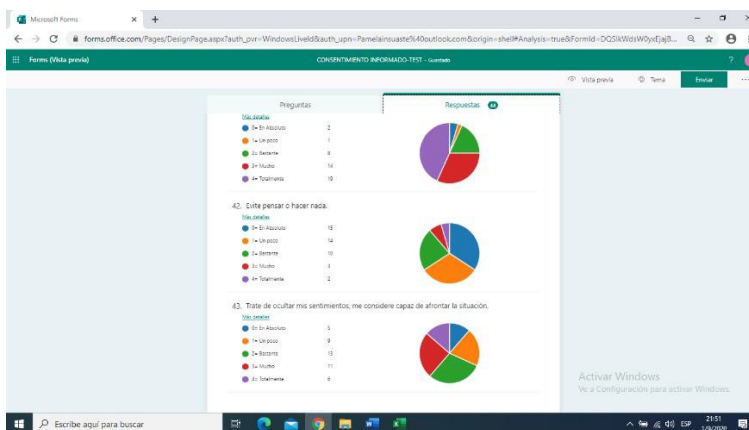 Microsoft Forms
forms.office.com/Pages/DesignPage.aspx?auth_pvr=WindowsLiveId&auth_upn=Pamelainsuaste%40outlook.com&origin=shell#Analysis=true&FormId=DQSIkWdsW0yxEjajB...
Forms (Vista previa)
CONSENTIMIENTO INFORMADO-TEST - Guardado
?
Vista previa
Tema
Enviar
Preguntas
Respuestas
Más detalles
0= En Absoluto 2
1= Un poco 1
2= Bastante 8
3= Mucho 14
4= Totalmente 19
42. Evite pensar o hacer nada.
Más detalles
0= En Absoluto 15
1= Un poco 14
2= Bastante 10
3= Mucho 3
4= Totalmente 2
43. Trate de ocultar mis sentimientos, me considere capaz de afrontar la situación.
Más detalles
0= En Absoluto 5
1= Un poco 9
2= Bastante 13
3= Mucho 11
4= Totalmente 6
Activar Windows
Ve a Configuración para activar Windows.
Escribe aquí para buscar
ESP
21:51
1/9/2020